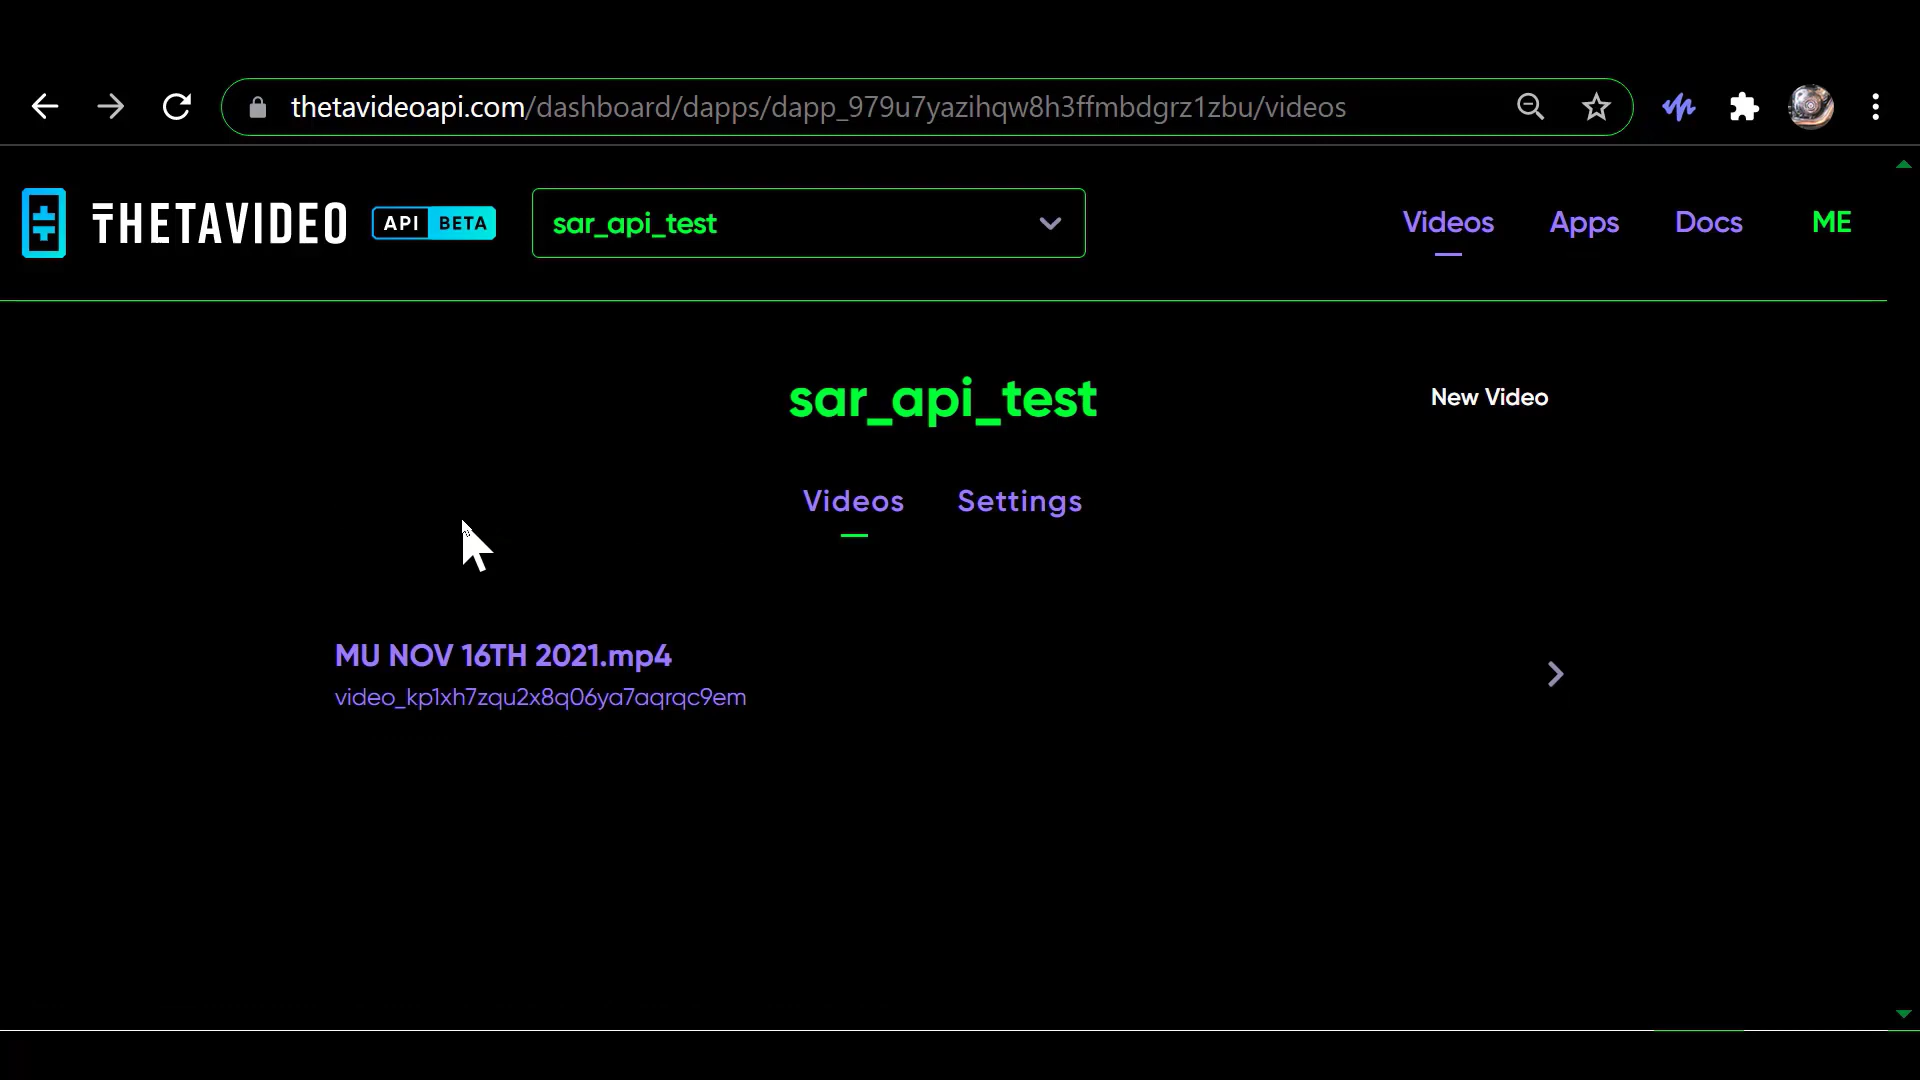 thetavideoapi.com/dashboard/dapps/dapp_979u7yazihqw8h3ffmbdgrz1zbu/videos
THETAVIDEO API BETA sar_api_test Videos Apps Docs ME
sar_api_test New Video
Videos Settings
MU NOV 16TH 2021.mp4
video_kp1xh7zqu2x8q06ya7aqrqc9em